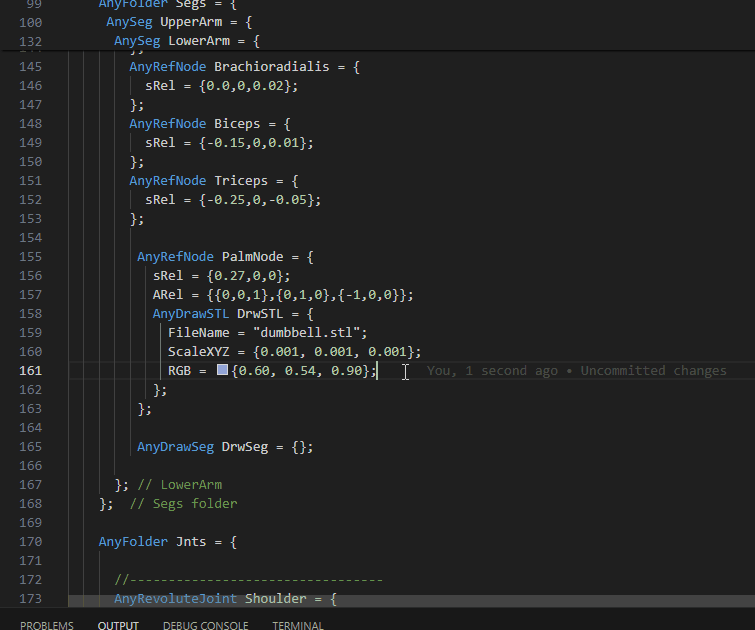 99 AnyFolder Segs = {
100 AnySeg UpperArm = {
132 AnySeg LowerArm = {
145 AnyRefNode Brachioradialis = {
146 sRel = {0.0,0,0.02};
147 };
148 AnyRefNode Biceps = {
149 sRel = {-0.15,0,0.01};
150 };
151 AnyRefNode Triceps = {
152 sRel = {-0.25,0,-0.05};
153 };
154
155 AnyRefNode PalmNode = {
156 sRel = {0.27,0,0};
157 ARel = {{0,0,1},{0,1,0},{-1,0,0}};
158 AnyDrawSTL DrwSTL = {
159 FileName = "dumbbell.stl";
160 ScaleXYZ = {0.001, 0.001, 0.001};
161 RGB = {0.60, 0.54, 0.90}; You, 1 second ago • Uncommitted changes
162 };
163 };
164
165 AnyDrawSeg DrwSeg = {};
166
167 }; // LowerArm
168 }; // Segs folder
169
170 AnyFolder Jnts = {
171
172 //---------------------------------
173 AnyRevoluteJoint Shoulder = {
PROBLEMS OUTPUT DEBUG CONSOLE TERMINAL